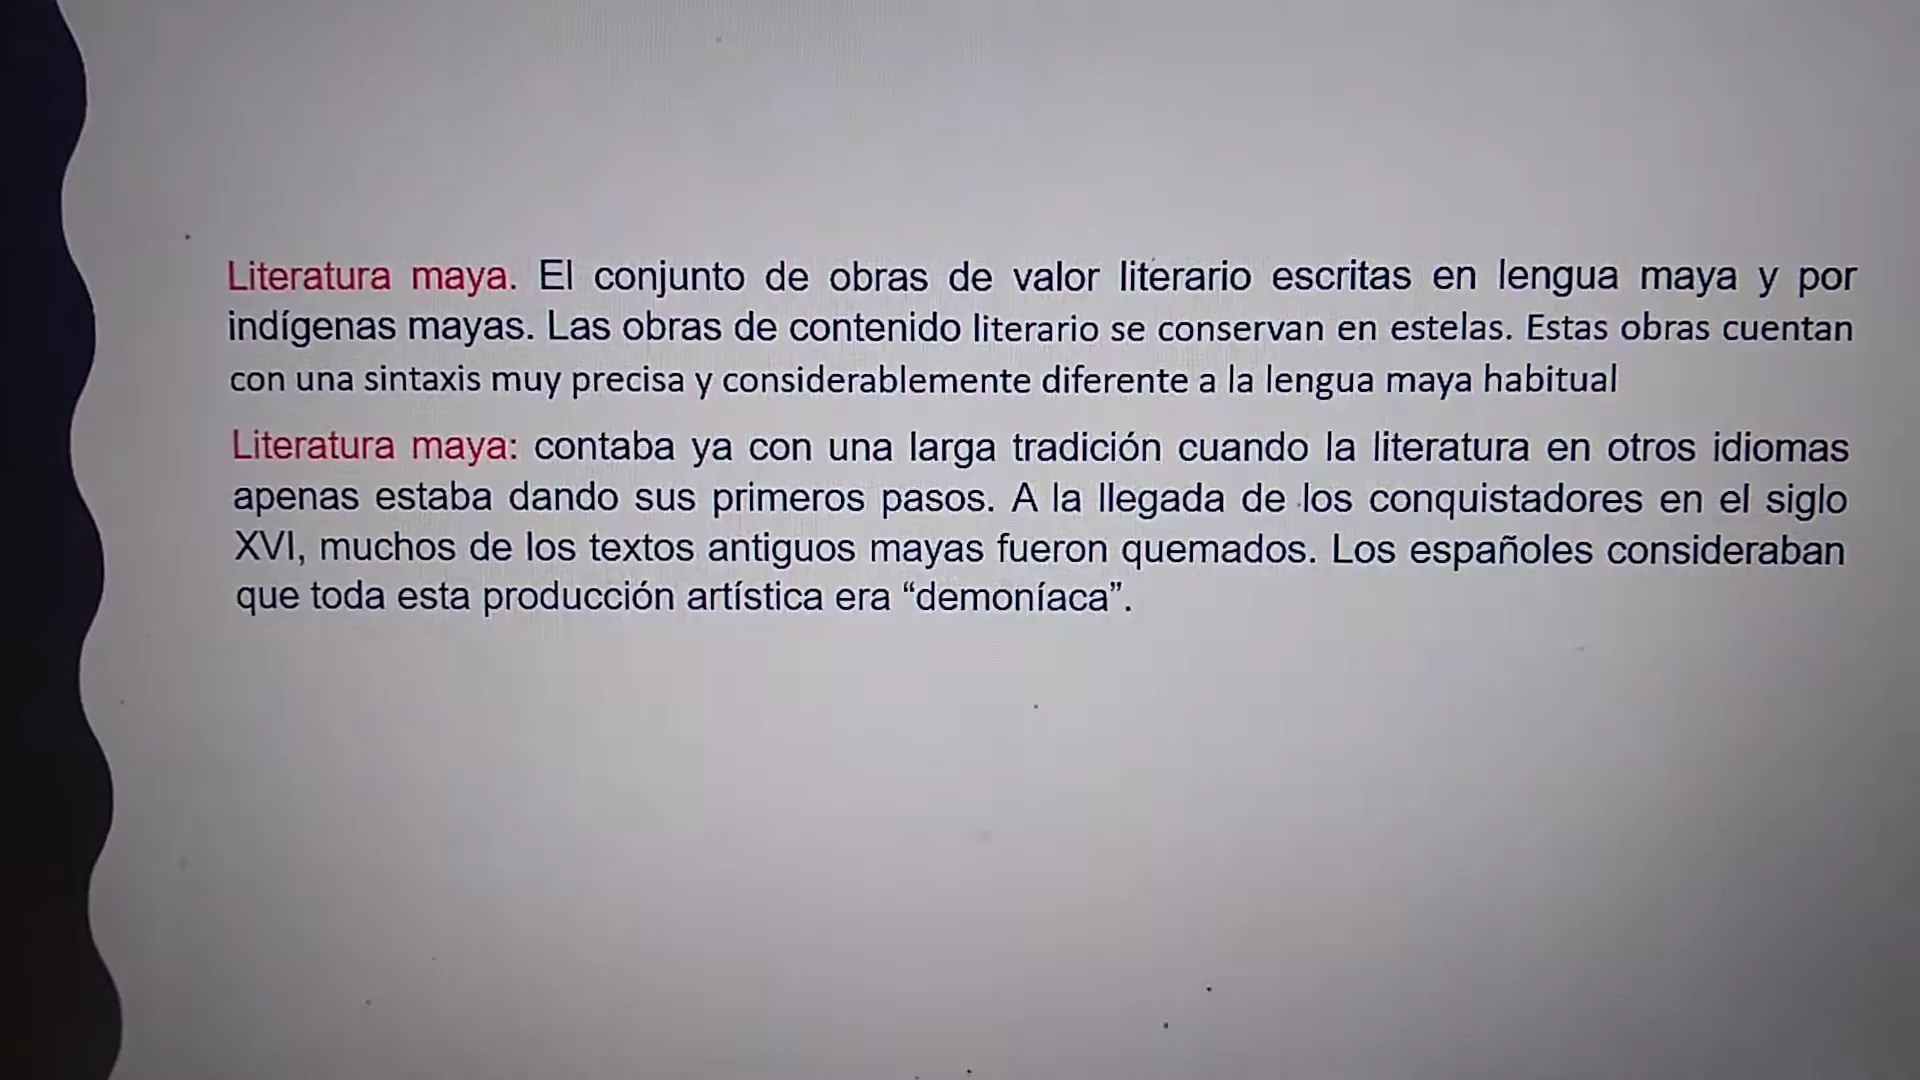 Literatura maya. El conjunto de obras de valor literario escritas en lengua maya y por
indígenas mayas. Las obras de contenido literario se conservan en estelas. Estas obras cuentan
con una sintaxis muy precisa y considerablemente diferente a la lengua maya habitual
Literatura maya: contaba ya con una larga tradición cuando la literatura en otros idiomas
apenas estaba dando sus primeros pasos. A la llegada de los conquistadores en el siglo
XVI, muchos de los textos antiguos mayas fueron quemados. Los españoles consideraban
que toda esta producción artística era “demoníaca”.